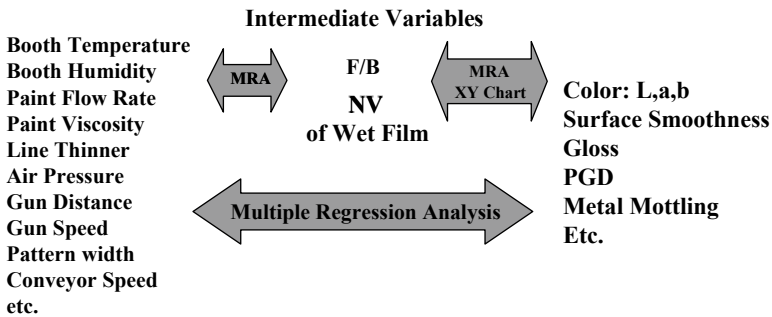 Intermediate Variables
Booth Temperature
Booth Humidity
Paint Flow Rate
Paint Viscosity
Line Thinner
Air Pressure
Gun Distance
Gun Speed
Pattern width
Conveyor Speed
etc.
MRA
F/B
NV
of Wet Film
MRA
XY Chart
Color: L,a,b
Surface Smoothness
Gloss
PGD
Metal Mottling
Etc.
Multiple Regression Analysis